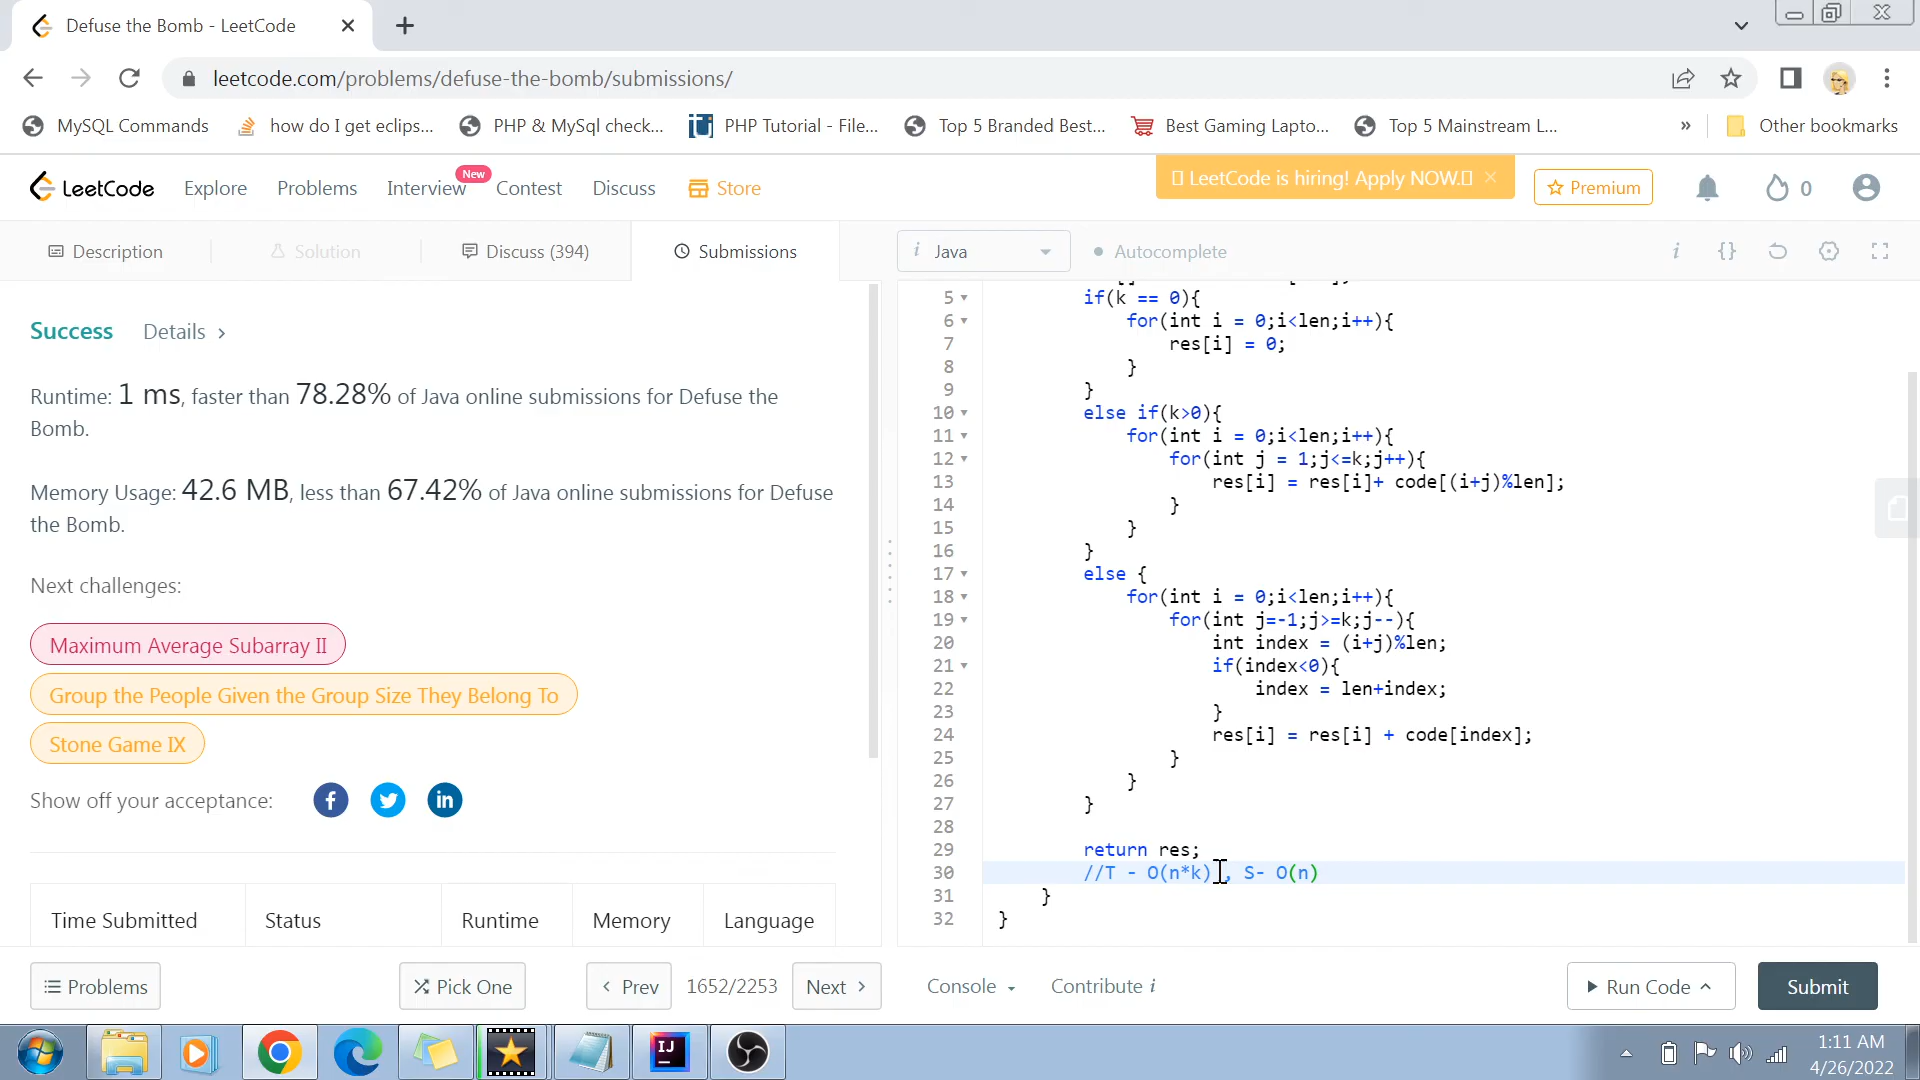 Defuse the Bomb - LeetCode
leetcode.com/problems/defuse-the-bomb/submissions/
MySQL Commands
how do I get eclips...
PHP & MySql check...
PHP Tutorial - File...
Top 5 Branded Best...
Best Gaming Lapto...
Top 5 Mainstream L...
»
Other bookmarks
LeetCode
Explore
Problems
Interview
New
Contest
Discuss
Store
LeetCode is hiring! Apply NOW.
Premium
0
Description
Solution
Discuss (394)
Submissions
i Java
Autocomplete
i
{}
Success
Details
Runtime: 1 ms, faster than 78.28% of Java online submissions for Defuse the
Bomb.
Memory Usage: 42.6 MB, less than 67.42% of Java online submissions for Defuse
the Bomb.
Next challenges:
Maximum Average Subarray II
Group the People Given the Group Size They Belong To
Stone Game IX
Show off your acceptance:
Time Submitted
Status
Runtime
Memory
Language
5 if(k == 0){
6 for(int i = 0;i<len;i++){
7 res[i] = 0;
8 }
9 }
10 else if(k>0){
11 for(int i = 0;i<len;i++){
12 for(int j = 1;j<=k;j++){
13 res[i] = res[i]+ code[(i+j)%len];
14 }
15 }
16 }
17 else {
18 for(int i = 0;i<len;i++){
19 for(int j=-1;j>=k;j--){
20 int index = (i+j)%len;
21 if(index<0){
22 index = len+index;
23 }
24 res[i] = res[i] + code[index];
25 }
26 }
27 }
28
29 return res;
30 //T - O(n*k) , S- O(n)
31 }
32 }
Problems
Pick One
Prev
1652/2253
Next
Console
Contribute i
Run Code
Submit
IJ
1:11 AM
4/26/2022